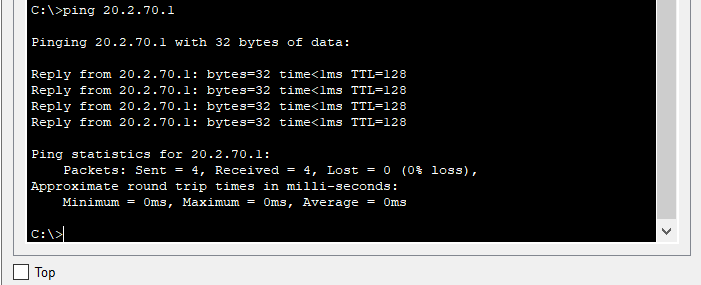 C:\>ping 20.2.70.1
Pinging 20.2.70.1 with 32 bytes of data:
Reply from 20.2.70.1: bytes=32 time<1ms TTL=128
Reply from 20.2.70.1: bytes=32 time<1ms TTL=128
Reply from 20.2.70.1: bytes=32 time<1ms TTL=128
Reply from 20.2.70.1: bytes=32 time<1ms TTL=128
Ping statistics for 20.2.70.1:
    Packets: Sent = 4, Received = 4, Lost = 0 (0% loss),
Approximate round trip times in milli-seconds:
    Minimum = 0ms, Maximum = 0ms, Average = 0ms
C:\>
Top